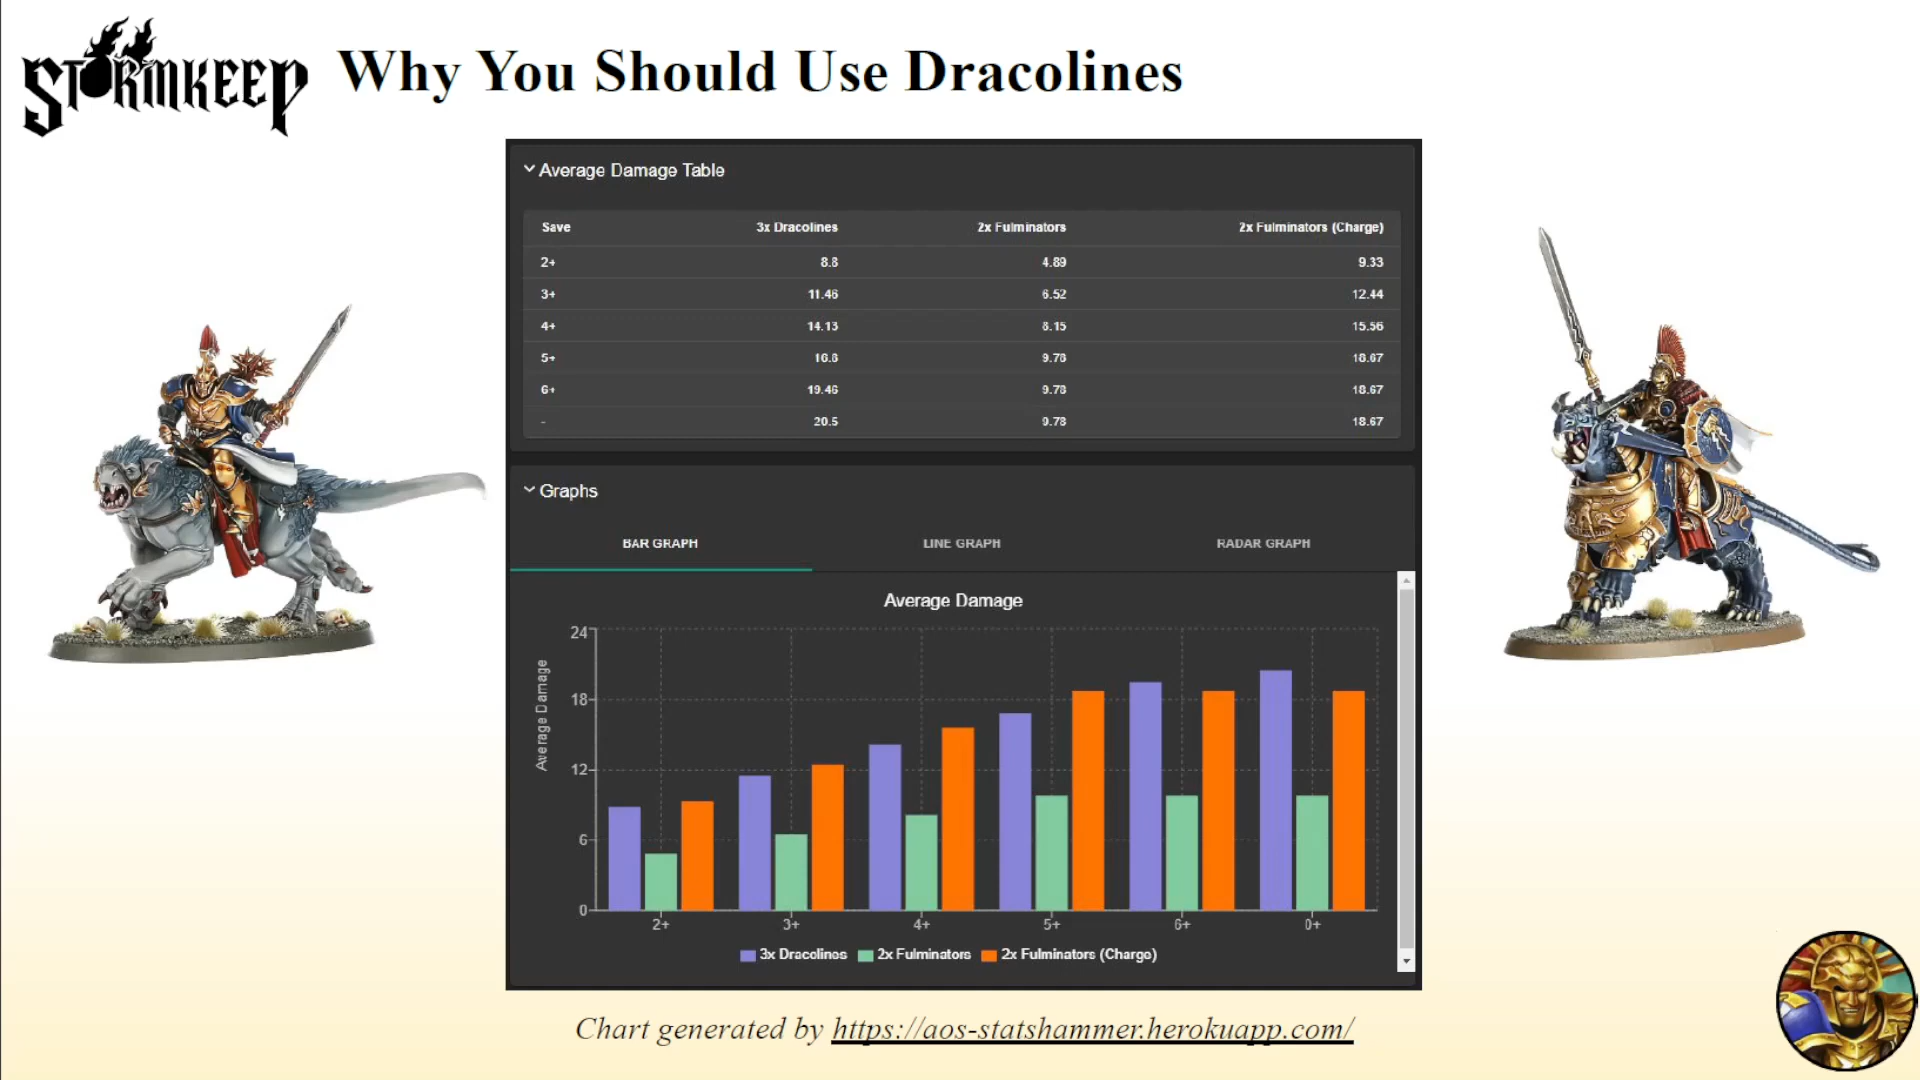 STORMKEEP
Why You Should Use Dracolines
Average Damage Table
Save 3x Dracolines 2x Fulminators 2x Fulminators (Charge)
2+ 8.8 4.89 9.33
3+ 11.46 6.52 12.44
4+ 14.13 8.15 15.56
5+ 16.8 9.78 18.67
6+ 19.46 9.78 18.67
- 20.5 9.78 18.67
Graphs
BAR GRAPH LINE GRAPH RADAR GRAPH
Average Damage
Average Damage
24
18
12
6
0
2+ 3+ 4+ 5+ 6+ 0+
3x Dracolines 2x Fulminators 2x Fulminators (Charge)
Chart generated by https://aos-statshammer.herokuapp.com/